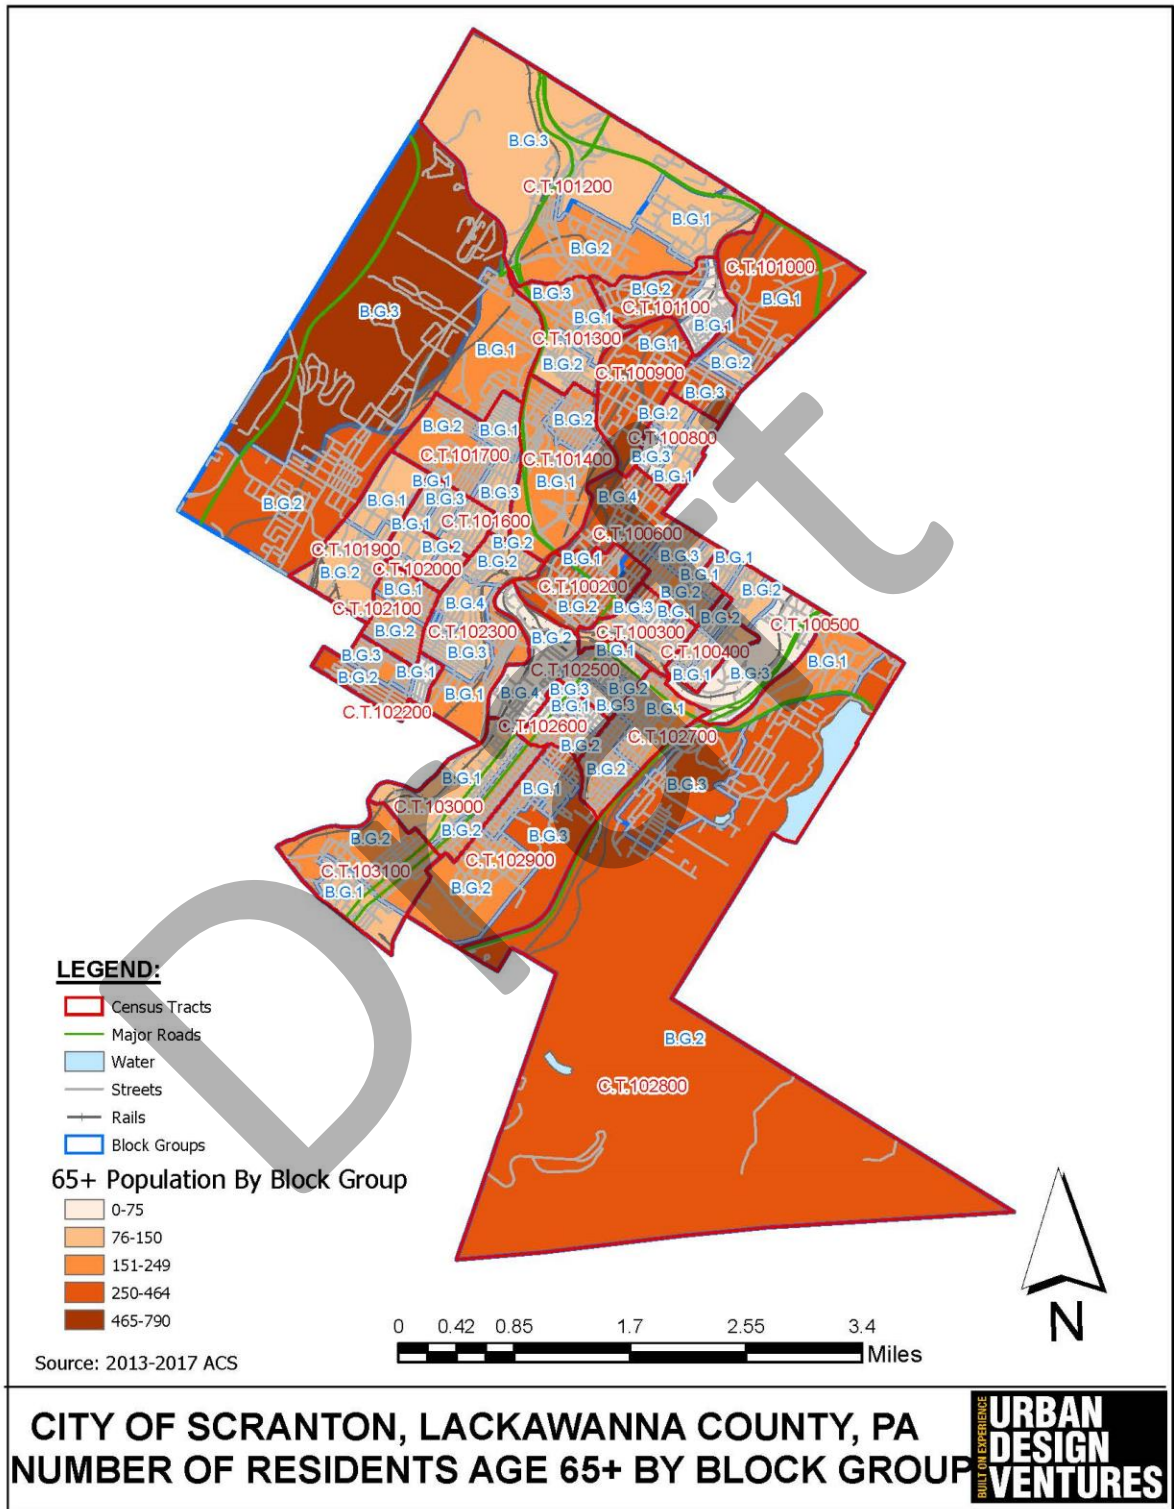 B.G.3
C.T.101200
B.G.1
B.G.2
C.T.101000
B.G.3
B.G.2
B.G.1
C.T.101100
B.G.3
B.G.1
B.G.1
C.T.101300
B.G.1
B.G.1
B.G.2
B.G.2
C.T.100900
B.G.3
B.G.2
B.G.2
B.G.2
B.G.1
C.T.100800
C.T.101700
C.T.101400
B.G.3
B.G.1
B.G.1
B.G.1
B.G.3
B.G.3
B.G.1
B.G.4
B.G.2
B.G.1
C.T.101600
C.T.100600
B.G.2
C.T.101900
B.G.2
B.G.2
B.G.1
B.G.3
B.G.1
C.T.102000
B.G.2
B.G.1
C.T.100200
B.G.1
B.G.2
B.G.2
C.T.102100
B.G.4
B.G.2
B.G.3
B.G.1
B.G.2
C.T.100500
B.G.2
C.T.102300
B.G.2
C.T.100300
B.G.3
B.G.3
B.G.1
C.T.100400
B.G.1
B.G.2
B.G.1
C.T.102500
B.G.1
B.G.3
B.G.1
B.G.4
B.G.3
B.G.2
C.T.102200
B.G.1
B.G.3
B.G.1
C.T.102600
C.T.102700
B.G.2
B.G.1
B.G.1
B.G.2
B.G.3
C.T.103000
B.G.2
B.G.2
B.G.3
C.T.103100
C.T.102900
B.G.1
B.G.2
B.G.2
C.T.102800
Draft
LEGEND:
Census Tracts
Major Roads
Water
Streets
Rails
Block Groups
65+ Population By Block Group
0-75
76-150
151-249
250-464
465-790
Source: 2013-2017 ACS
0 0.42 0.85 1.7 2.55 3.4
Miles
N
CITY OF SCRANTON, LACKAWANNA COUNTY, PA
NUMBER OF RESIDENTS AGE 65+ BY BLOCK GROUP
BUILT ON EXPERIENCE
URBAN
DESIGN
VENTURES